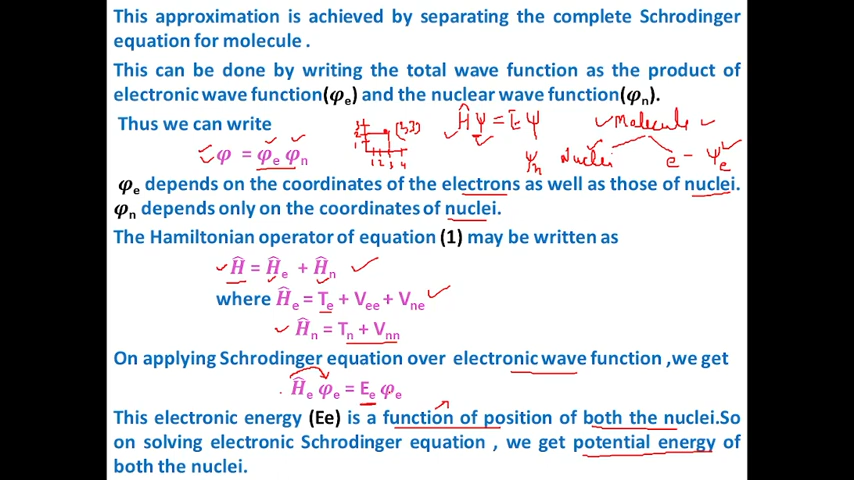 This approximation is achieved by separating the complete Schrodinger
equation for molecule .
This can be done by writing the total wave function as the product of
electronic wave function(φe) and the nuclear wave function(φn).
Thus we can write
Ĥψ = Eψ
Molecule
φ = φe φn
ψn Nuclei e - ψe
1 2 3 4
φe depends on the coordinates of the electrons as well as those of nuclei.
φn depends only on the coordinates of nuclei.
The Hamiltonian operator of equation (1) may be written as
Ĥ = Ĥe + Ĥn
where Ĥe = Te + Vee+ Vne
Ĥn = Tn + Vnn
On applying Schrodinger equation over electronic wave function ,we get
Ĥe φe = Ee φe
This electronic energy (Ee) is a function of position of both the nuclei.So
on solving electronic Schrodinger equation , we get potential energy of
both the nuclei.